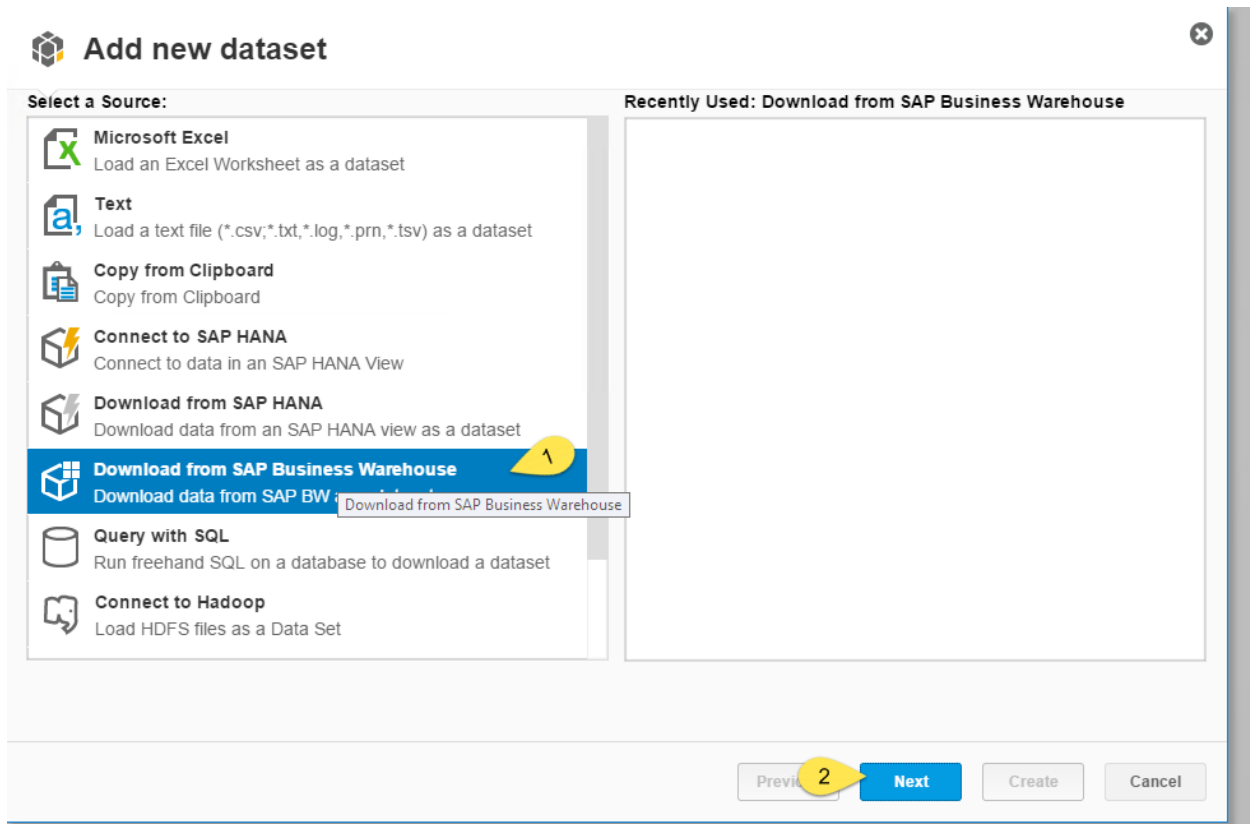 Add new dataset
Select a Source:
Recently Used: Download from SAP Business Warehouse
Microsoft Excel
Load an Excel Worksheet as a dataset
Text
Load a text file (*.csv;*.txt,*.log,*.prn,*.tsv) as a dataset
Copy from Clipboard
Copy from Clipboard
Connect to SAP HANA
Connect to data in an SAP HANA View
Download from SAP HANA
Download data from an SAP HANA view as a dataset
Download from SAP Business Warehouse
1
Download data from SAP BW
Download from SAP Business Warehouse
Query with SQL
Run freehand SQL on a database to download a dataset
Connect to Hadoop
Load HDFS files as a Data Set
2
Next
Create
Cancel